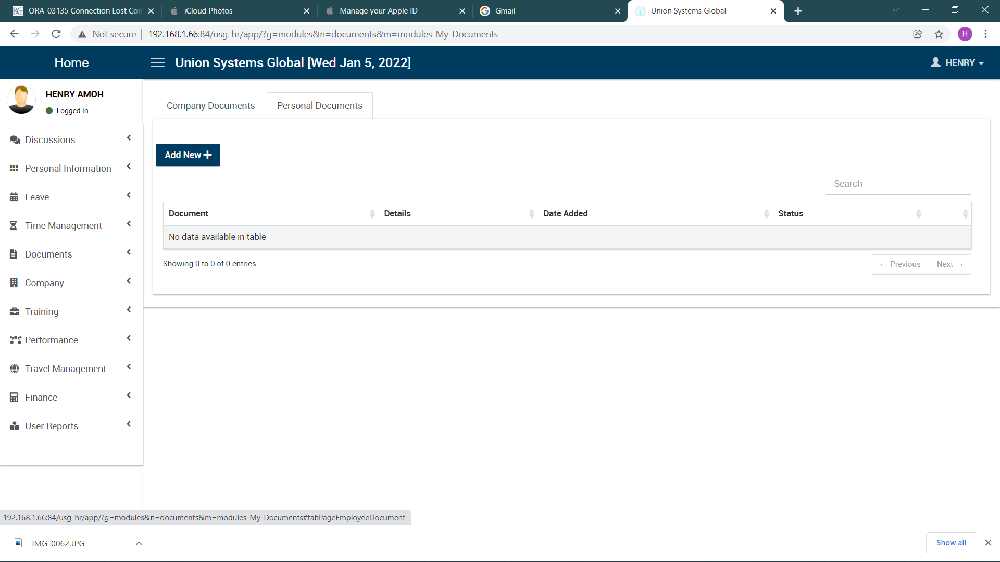 ORA-03135 Connection Lost Con
iCloud Photos
Manage your Apple ID
Gmail
Union Systems Global
Not secure
192.168.1.66:84/usg_hr/app/?g=modules&n=documents&m=modules_My_Documents
H
Home
Union Systems Global [Wed Jan 5, 2022]
HENRY
HENRY AMOH
Logged In
Discussions
Personal Information
Leave
Time Management
Documents
Company
Training
Performance
Travel Management
Finance
User Reports
Company Documents
Personal Documents
Add New
Search
Document
Details
Date Added
Status
No data available in table
Showing 0 to 0 of 0 entries
← Previous
Next →
192.168.1.66:84/usg_hr/app/?g=modules&n=documents&m=modules_My_Documents#tabPageEmployeeDocument
IMG_0062.JPG
Show all